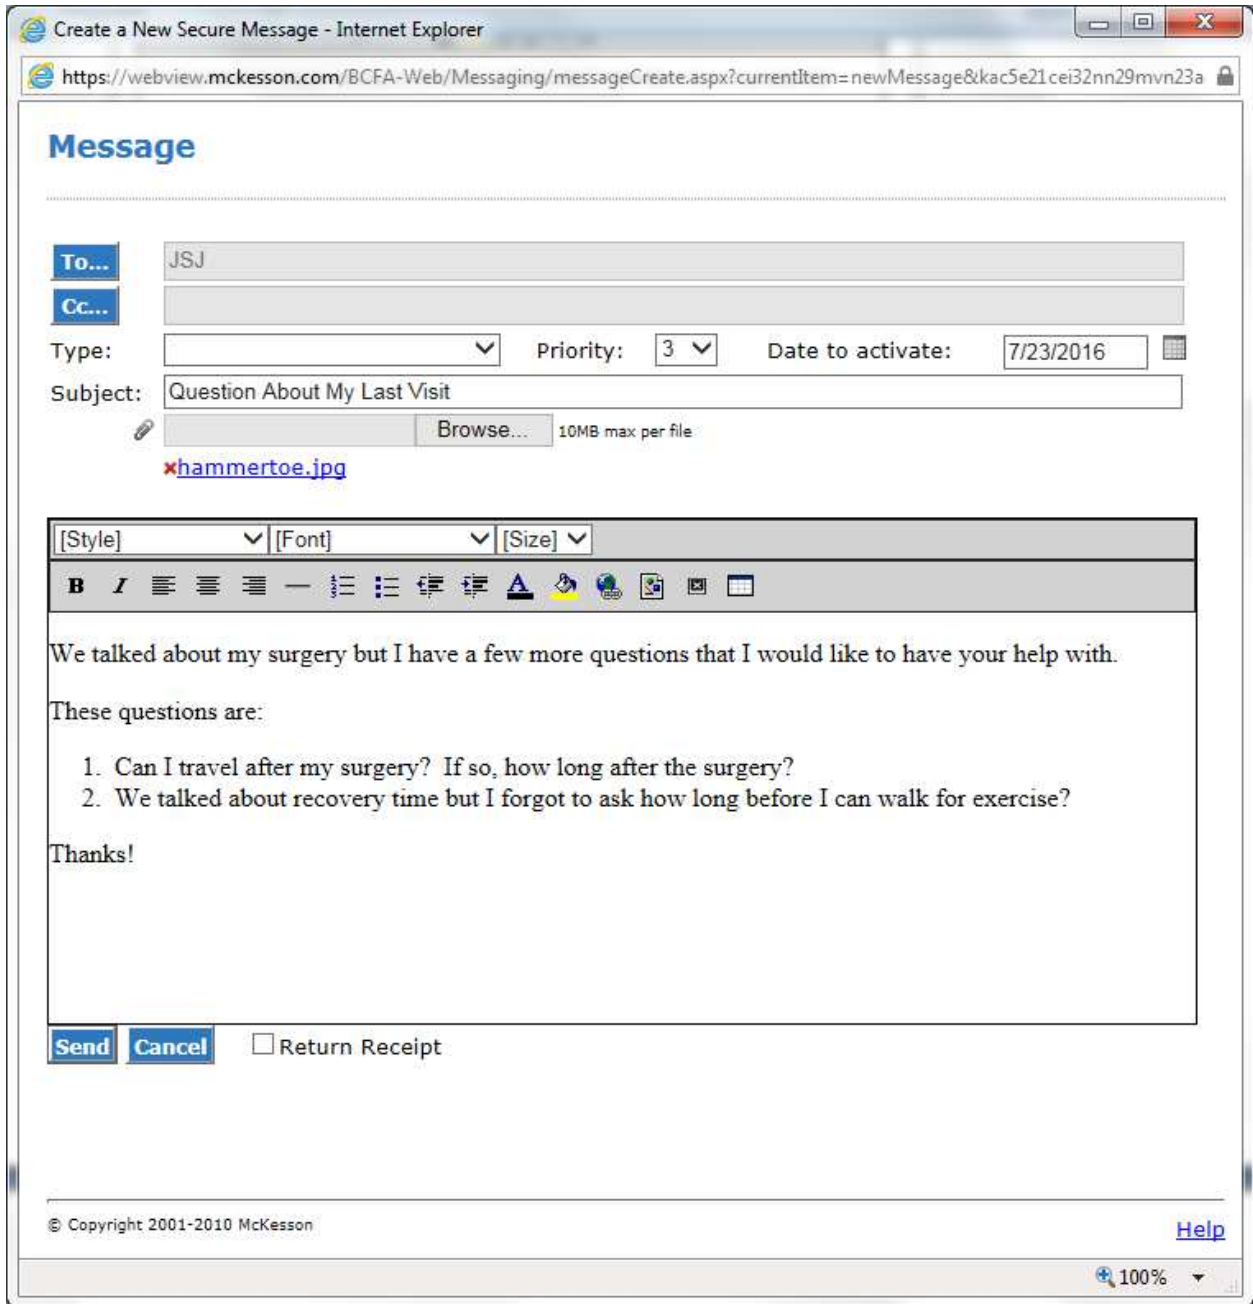 Create a New Secure Message - Internet Explorer
https://webview.mckesson.com/BCFA-Web/Messaging/messageCreate.aspx?currentItem=newMessage&kac5e21cei32nn29mvn23a
Message
To... JSJ
Cc...
Type: Priority: 3 Date to activate: 7/23/2016
Subject: Question About My Last Visit
Browse... 10MB max per file
hammertoe.jpg
[Style] [Font] [Size]
B I A
We talked about my surgery but I have a few more questions that I would like to have your help with.
These questions are:
1. Can I travel after my surgery? If so, how long after the surgery?
2. We talked about recovery time but I forgot to ask how long before I can walk for exercise?
Thanks!
Send Cancel Return Receipt
© Copyright 2001-2010 McKesson
Help
100%